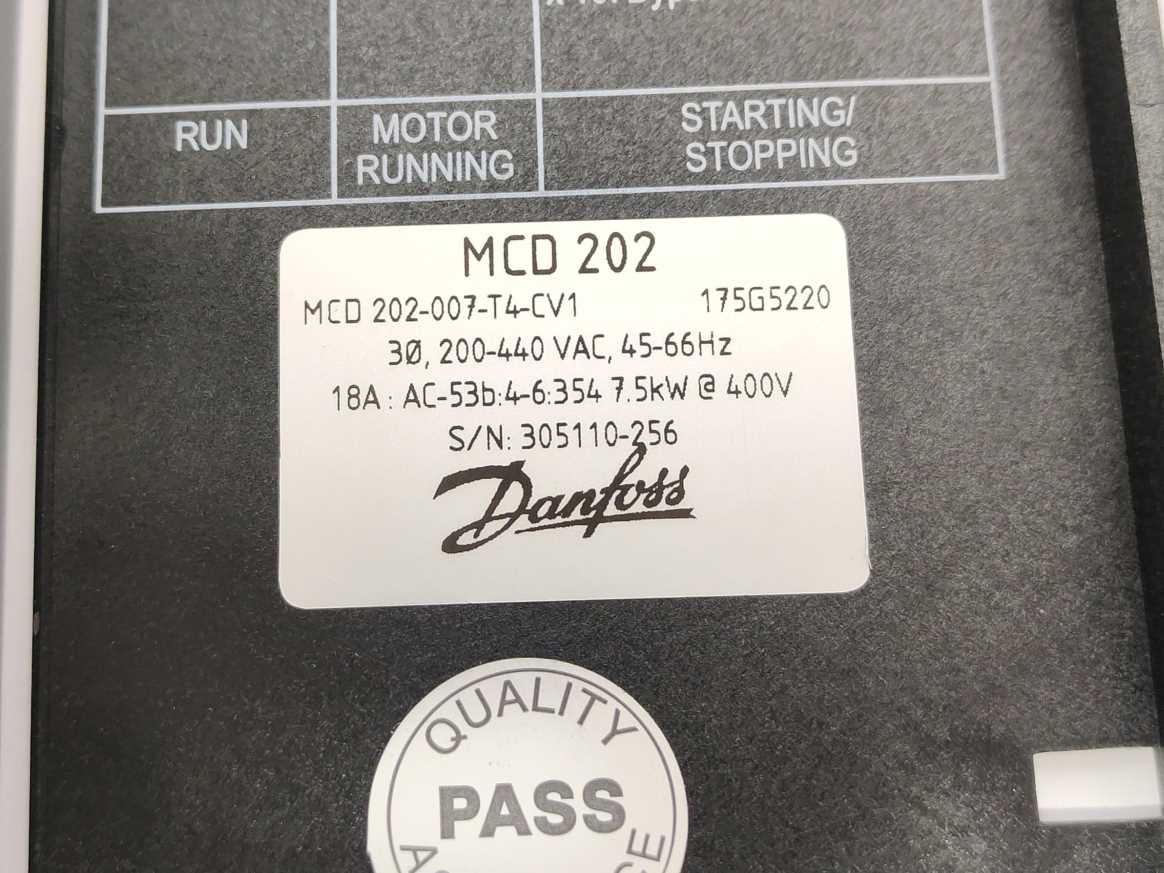 RUN
MOTOR
RUNNING
STARTING/
STOPPING
MCD 202
MCD 202-007-T4-CV1 175G5220
3Ø, 200-440 VAC, 45-66Hz
18A : AC-53b:4-6:354 7.5kW @ 400V
S/N: 305110-256
Danfoss
QUALITY
PASS